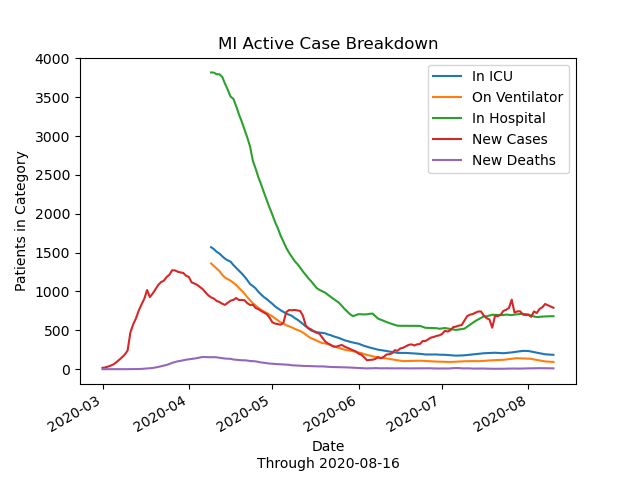 MI Active Case Breakdown
4000
3500
3000
2500
2000
1500
1000
500
0
Patients in Category
In ICU
On Ventilator
In Hospital
New Cases
New Deaths
2020-03
2020-04
2020-05
2020-06
2020-07
2020-08
Date
Through 2020-08-16